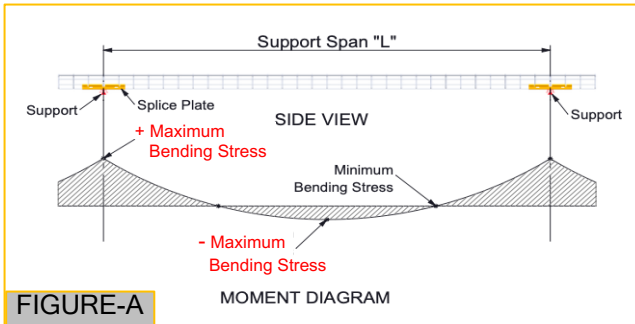 Support Span "L"
Support
Splice Plate
SIDE VIEW
Support
+ Maximum
Bending Stress
Minimum
Bending Stress
- Maximum
Bending Stress
FIGURE-A
MOMENT DIAGRAM